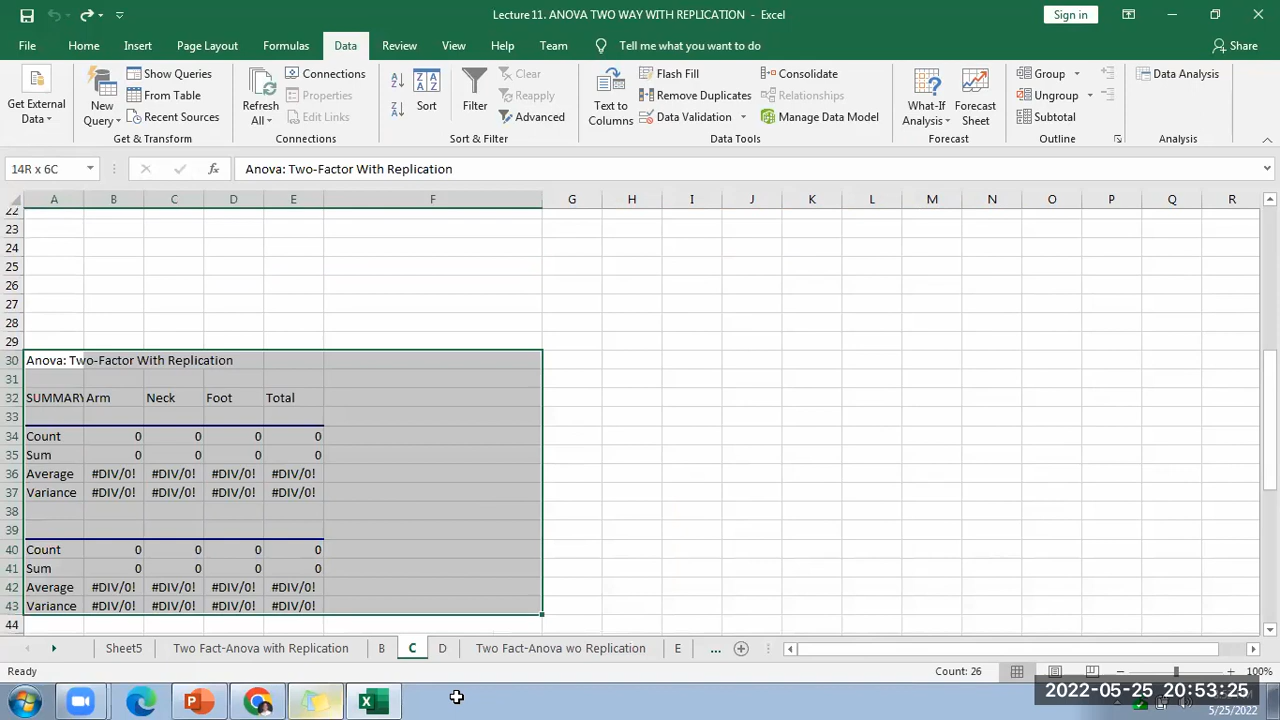 Lecture 11. ANOVA TWO WAY WITH REPLICATION - Excel
Sign in
File Home Insert Page Layout Formulas Data Review View Help Team Tell me what you want to do Share
Get External Data
New Query
Show Queries
From Table
Recent Sources
Get & Transform
Refresh All
Connections
Properties
Edit Links
Connections
Sort
Filter
Clear
Reapply
Advanced
Sort & Filter
Text to Columns
Flash Fill
Remove Duplicates
Data Validation
Consolidate
Relationships
Manage Data Model
Data Tools
What-If Analysis
Forecast Sheet
Forecast
Group
Ungroup
Subtotal
Outline
Data Analysis
Analysis
14R x 6C
fx
Anova: Two-Factor With Replication
A B C D E F G H I J K L M N O P Q R
22
23
24
25
26
27
28
29
30 Anova: Two-Factor With Replication
31
32 SUMMARY Arm Neck Foot Total
33
34 Count 0 0 0 0
35 Sum 0 0 0 0
36 Average #DIV/0! #DIV/0! #DIV/0! #DIV/0!
37 Variance #DIV/0! #DIV/0! #DIV/0! #DIV/0!
38
39
40 Count 0 0 0 0
41 Sum 0 0 0 0
42 Average #DIV/0! #DIV/0! #DIV/0! #DIV/0!
43 Variance #DIV/0! #DIV/0! #DIV/0! #DIV/0!
44
Sheet5 Two Fact-Anova with Replication B C D Two Fact-Anova wo Replication E ...
Ready Count: 26 100%
2022-05-25 20:53:25
5/25/2022